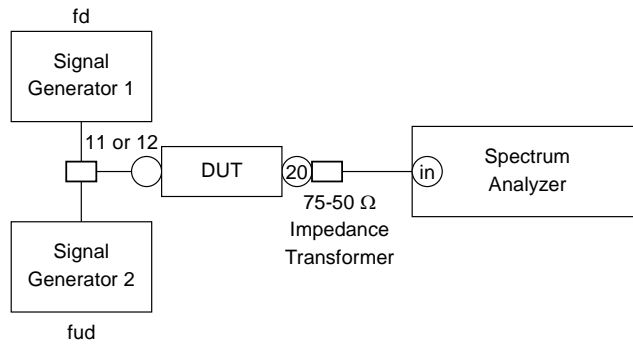 fd
Signal
Generator 1
11 or 12
DUT
20
75-50 Ω
Impedance
Transformer
in
Spectrum
Analyzer
Signal
Generator 2
fud